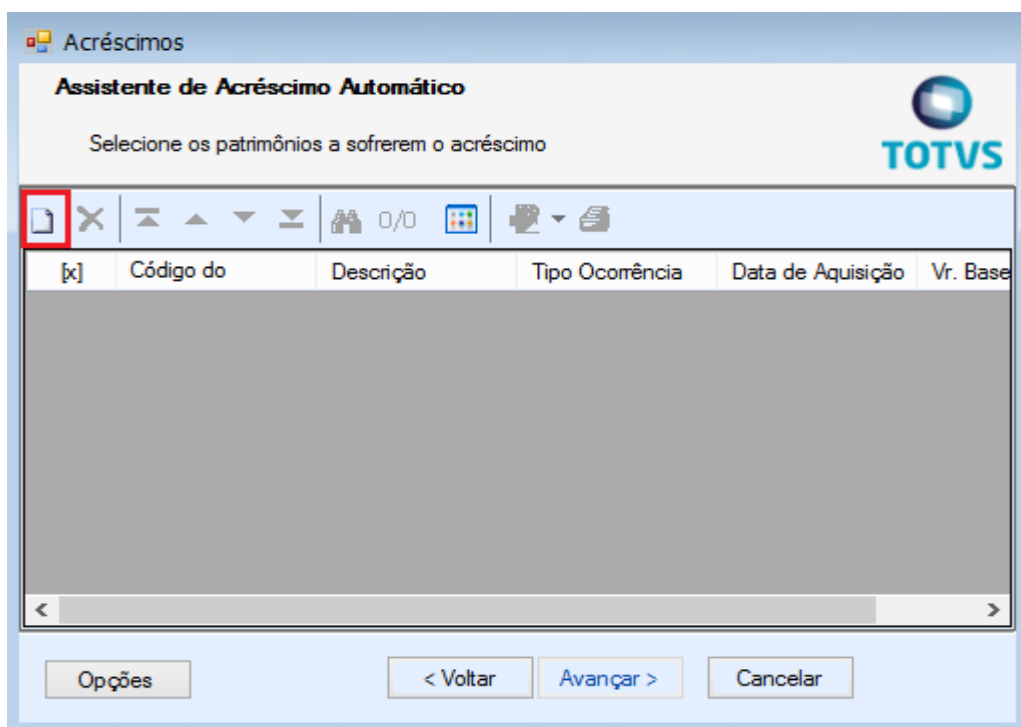 Acréscimos
Assistente de Acréscimo Automático
Selecione os patrimônios a sofrerem o acréscimo
TOTVS
0/0
[x] Código do Descrição Tipo Ocorrência Data de Aquisição Vr. Base
Opções < Voltar Avançar > Cancelar